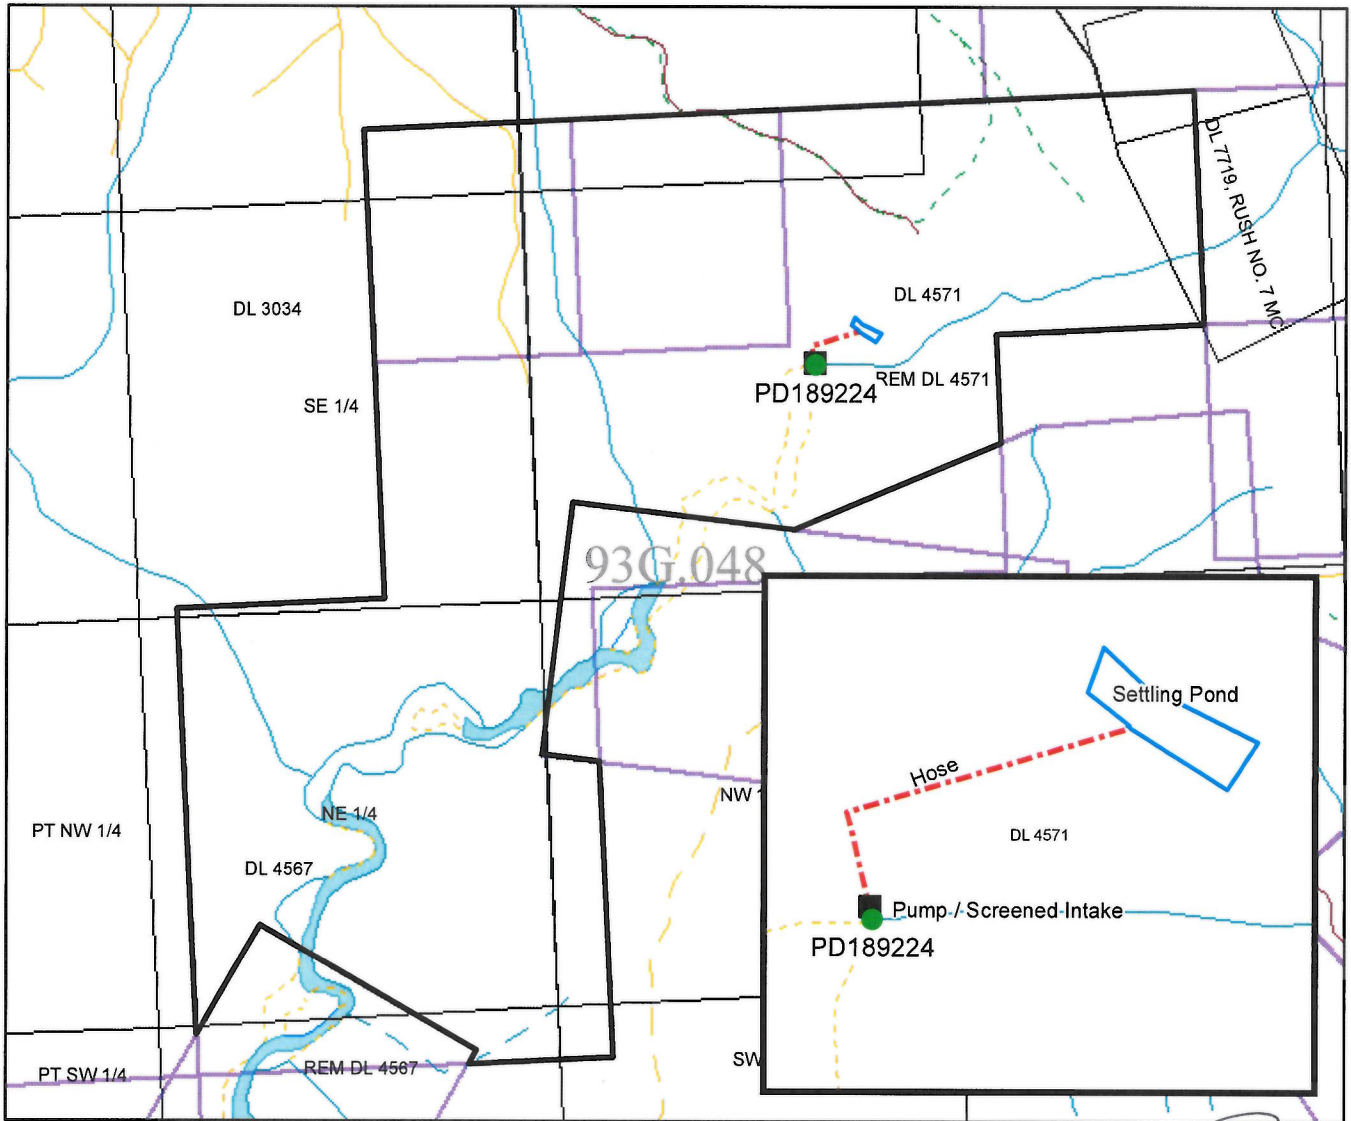 DL 7719, RUSH NO. 7 MC
DL 3034
DL 4571
SE 1/4
REM DL 4571
PD189224
93G.048
NW
PT NW 1/4
NE 1/4
DL 4567
Settling Pond
Hose
DL 4571
Pump / Screened Intake
PD189224
SW
PT SW 1/4
REM DL 4567